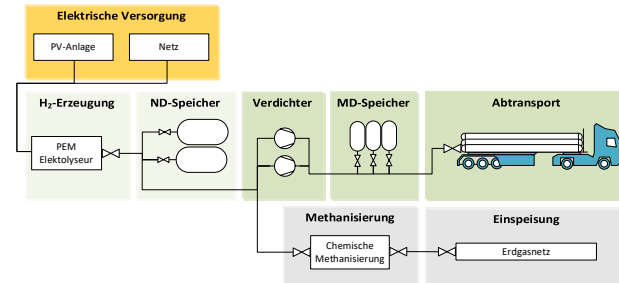 Elektrische Versorgung
PV-Anlage
Netz
H₂-Erzeugung
ND-Speicher
Verdichter
MD-Speicher
Abtransport
PEM
Elektolyseur
Methanisierung
Einspeisung
Chemische
Methanisierung
Erdgasnetz